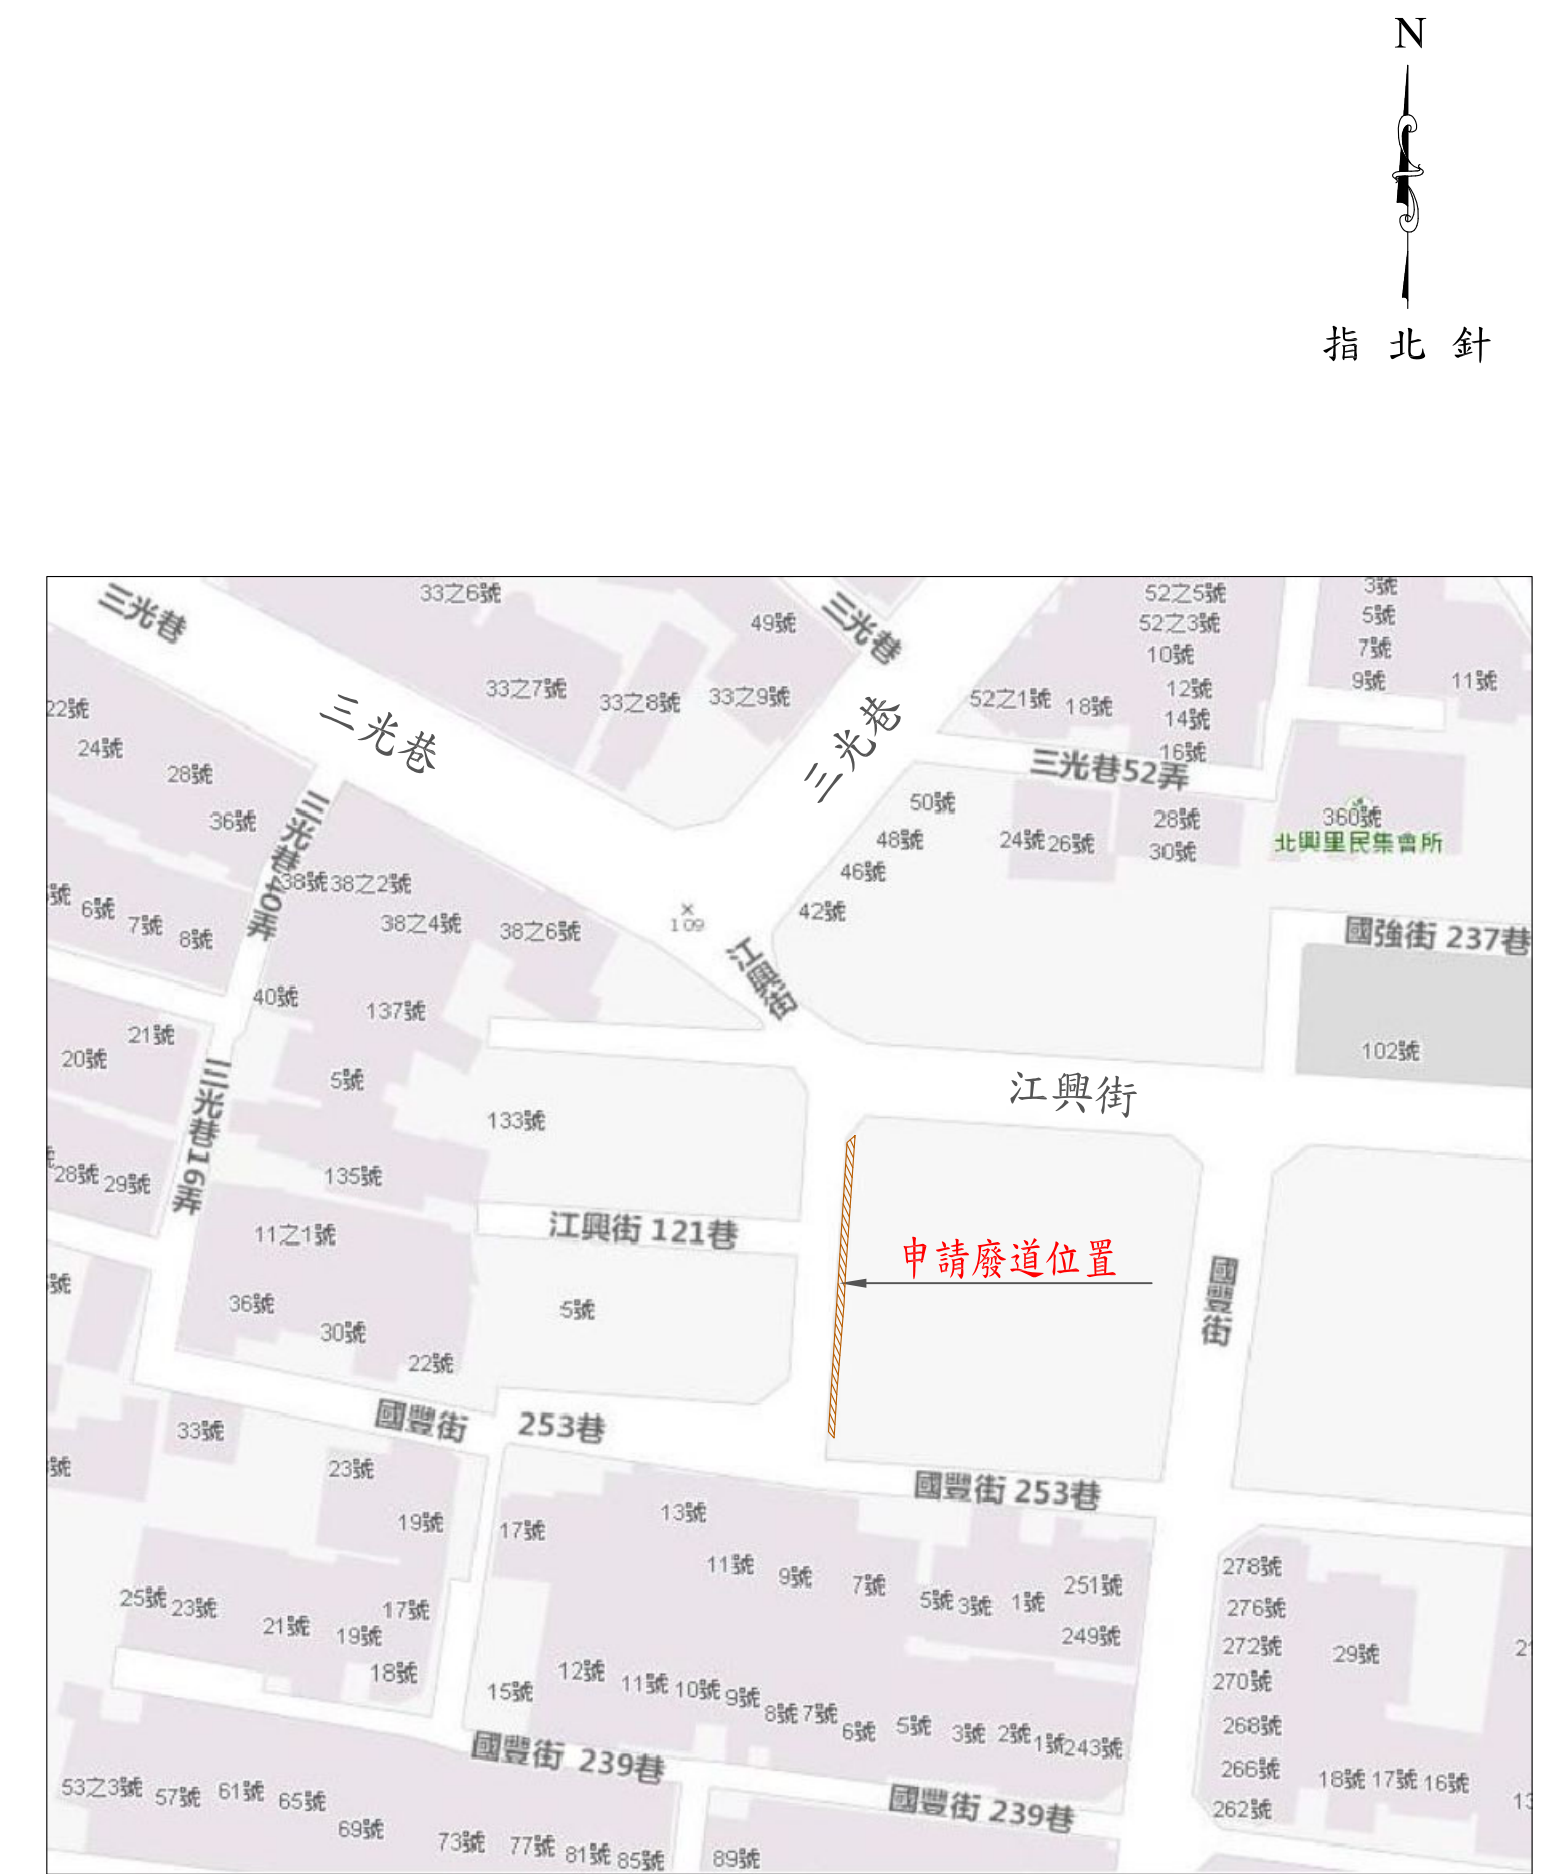 N
指北針
三光巷
33之6號
49號
三光巷
52之5號
52之3號
10號
12號
14號
16號
3號
5號
7號
9號
11號
22號
24號
28號
36號
三光巷
33之7號
33之8號
33之9號
三光巷
52之1號
18號
三光巷52弄
50號
48號
46號
42號
24號
26號
28號
30號
360號
北興里民集會所
國強街 237巷
102號
三光巷40弄
38號
38之2號
38之4號
38之6號
109
江興街
號
6號
7號
8號
40號
137號
21號
20號
三光巷16弄
5號
133號
江興街
28號
29號
135號
江興街 121巷
11之1號
申請廢道位置
國豐街
號
36號
30號
22號
5號
國豐街 253巷
33號
23號
19號
號
國豐街 253巷
17號
13號
11號
9號
7號
5號
3號
1號
251號
249號
278號
276號
272號
270號
268號
266號
262號
29號
25號
23號
21號
19號
17號
18號
15號
12號
11號
10號
9號
8號
7號
6號
5號
3號
2號
1號
243號
國豐街 239巷
國豐街 239巷
18號
17號
16號
53之3號
57號
61號
65號
69號
73號
77號
81號
85號
89號